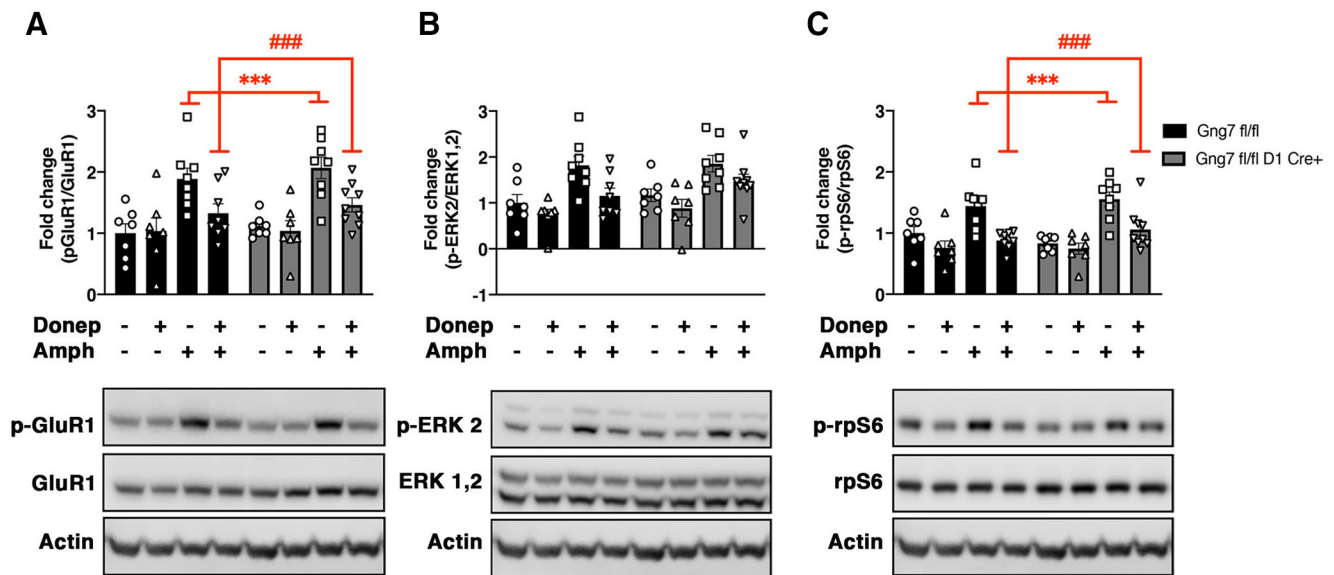 A
###
***
Fold change
(pGluR1/GluR1)
3
2
1
0
Donep - + - + - + - +
Amph - - + + - - + +
p-GluR1
GluR1
Actin
B
Fold change
(p-ERK2/ERK1,2)
3
2
1
0
-1
Donep - + - + - + - +
Amph - - + + - - + +
p-ERK 2
ERK 1,2
Actin
C
###
***
Fold change
(p-rpS6/rpS6)
3
2
1
0
Donep - + - + - + - +
Amph - - + + - - + +
p-rpS6
rpS6
Actin
Gng7 fl/fl
Gng7 fl/fl D1 Cre+